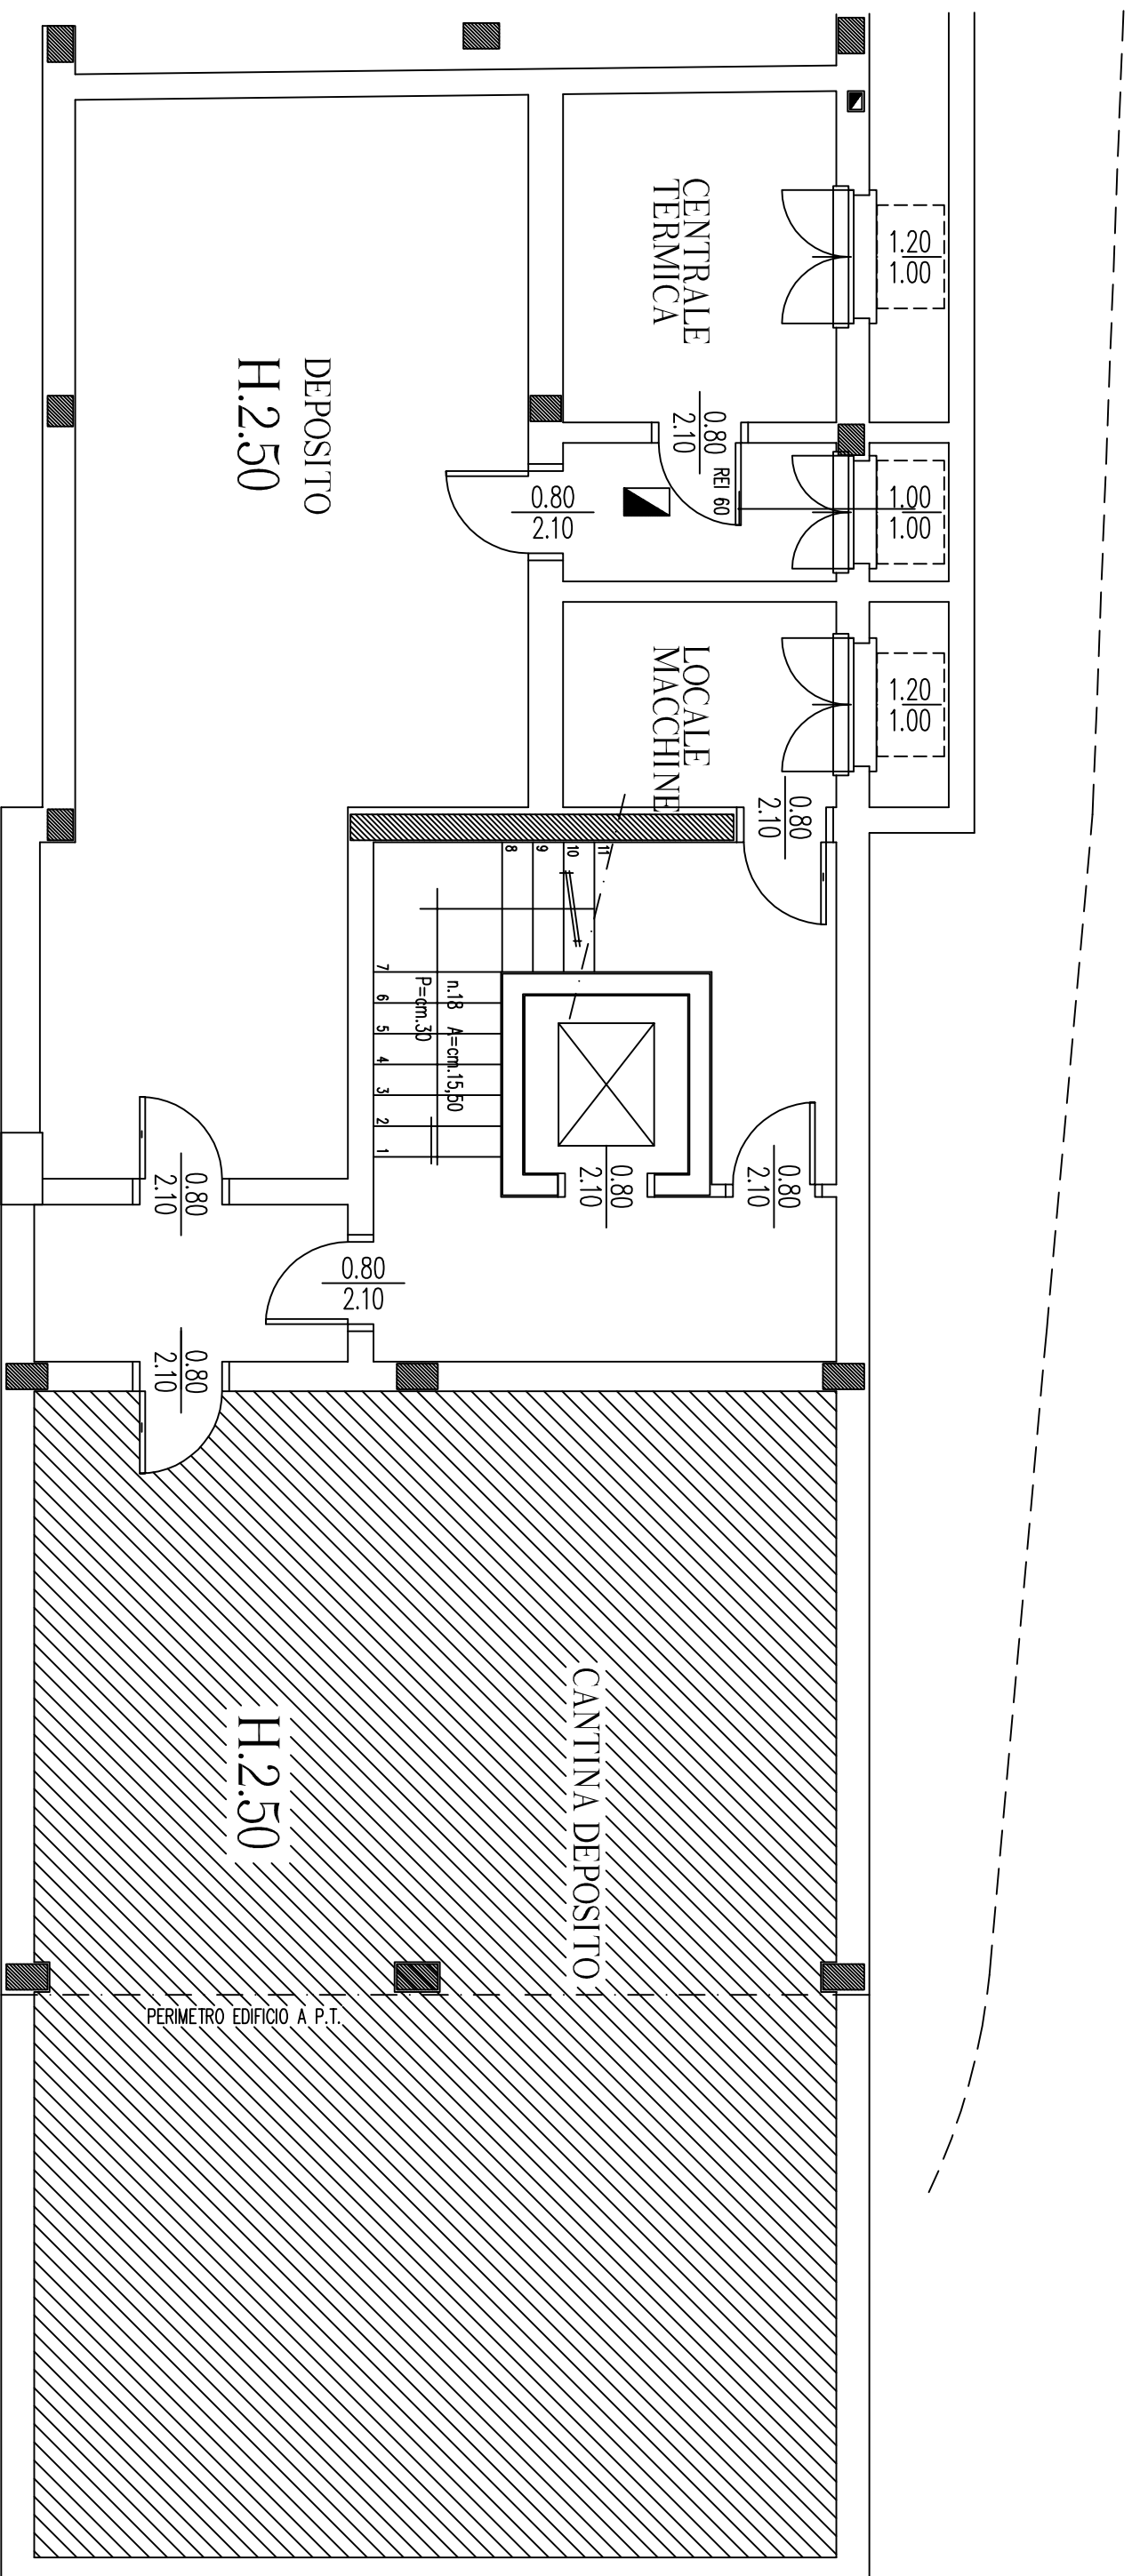 1.20
1.00
CENTRALE
TERMICA
DEPOSITO
H.2.50
0.80
2.10
REI 60
1.00
1.00
0.80
2.10
1.20
1.00
LOCALE
MACCHINE
0.80
2.10
11
10
9
8
7
6
5
4
3
2
1
n.18 A=cm.15,50
P=cm.30
0.80
2.10
0.80
2.10
0.80
2.10
0.80
2.10
0.80
2.10
CANTINA DEPOSITO
H.2.50
PERIMETRO EDIFICIO A P.T.